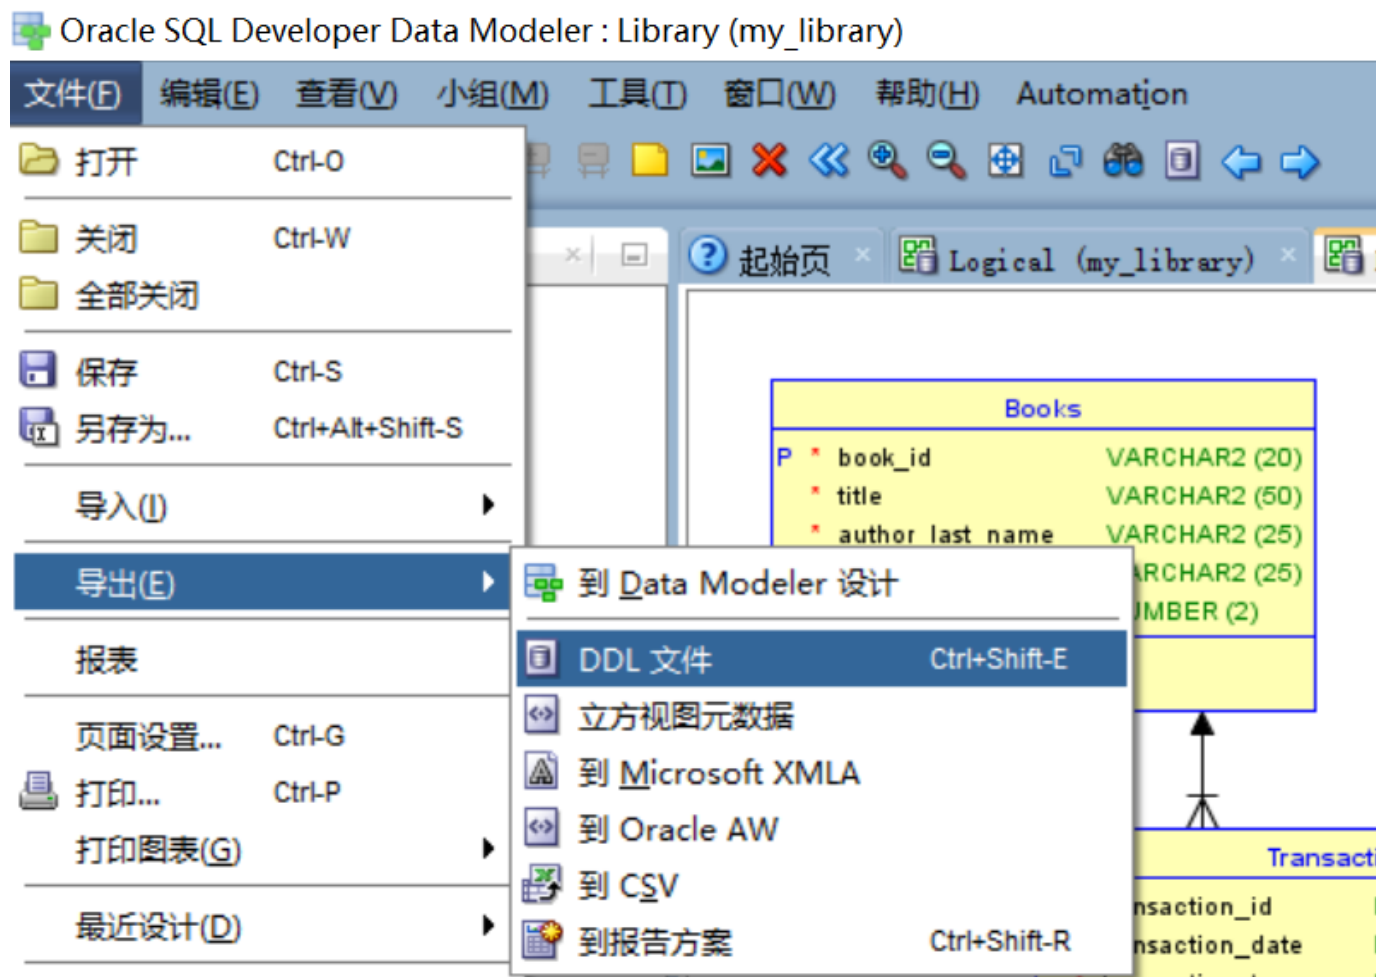 Oracle SQL Developer Data Modeler : Library (my_library)
文件(F) 编辑(E) 查看(V) 小组(M) 工具(T) 窗口(W) 帮助(H) Automation
打开 Ctrl-O
关闭 Ctrl-W
全部关闭
保存 Ctrl-S
另存为... Ctrl+Alt+Shift-S
导入(I)
导出(E)
报表
页面设置... Ctrl-G
打印... Ctrl-P
打印图表(G)
最近设计(D)
到 Data Modeler 设计
DDL 文件 Ctrl+Shift-E
立方视图元数据
到 Microsoft XMLA
到 Oracle AW
到 CSV
到报告方案 Ctrl+Shift-R
起始页 Logical (my_library)
Books
P * book_id VARCHAR2 (20)
* title VARCHAR2 (50)
* author_last_name VARCHAR2 (25)
ARCHAR2 (25)
UMBER (2)
Transacti
nsaction_id
nsaction_date